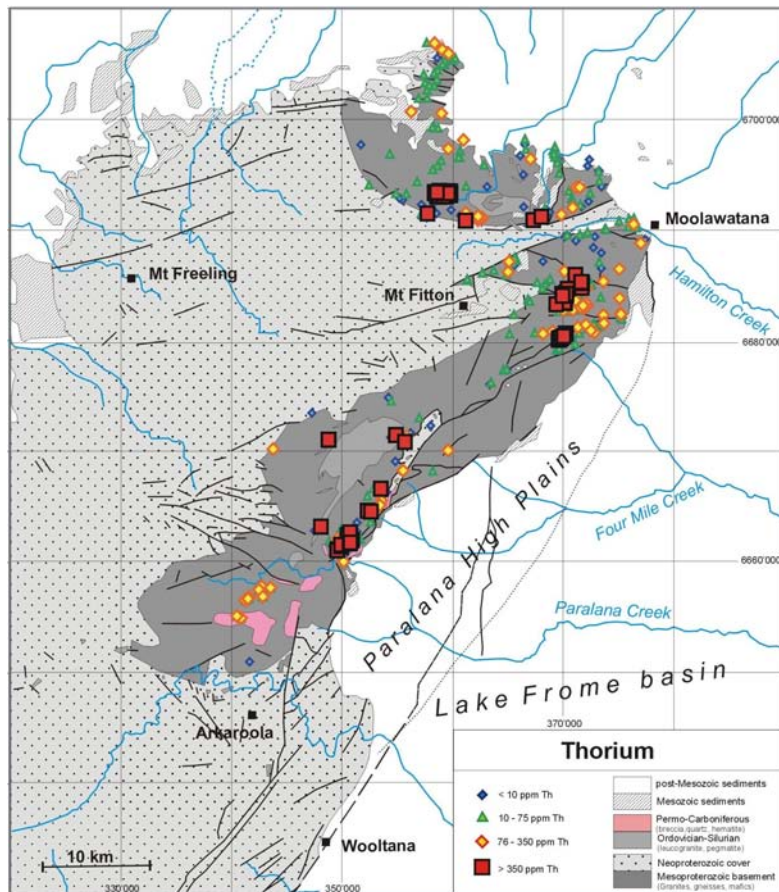 6700'000
Moolawatana
Mt Freeling
Mt Fitton
Hamilton Creek
6680'000
Paralana High Plains
Four Mile Creek
6660'000
Paralana Creek
Lake Frome basin
Arkaroola
370'000
Wooltana
10 km
330'000
350'000
Thorium
< 10 ppm Th
10 - 75 ppm Th
76 - 350 ppm Th
> 350 ppm Th
post-Mesozoic sediments
Mesozoic sediments
Permo-Carboniferous
(breccia, quartz, hematite)
Ordovician-Silurian
(leucogranite, pegmatite)
Neoproterozoic cover
Mesoproterozoic basement
(Granites, gneisses, mafics)